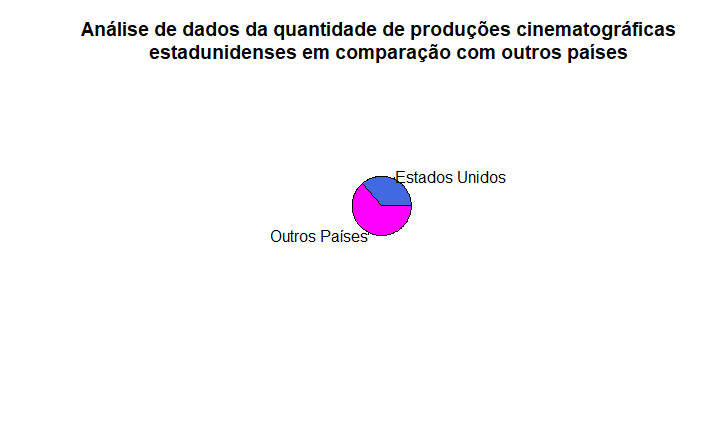 Análise de dados da quantidade de produções cinematográficas
estadunidenses em comparação com outros países
Estados Unidos
Outros Países